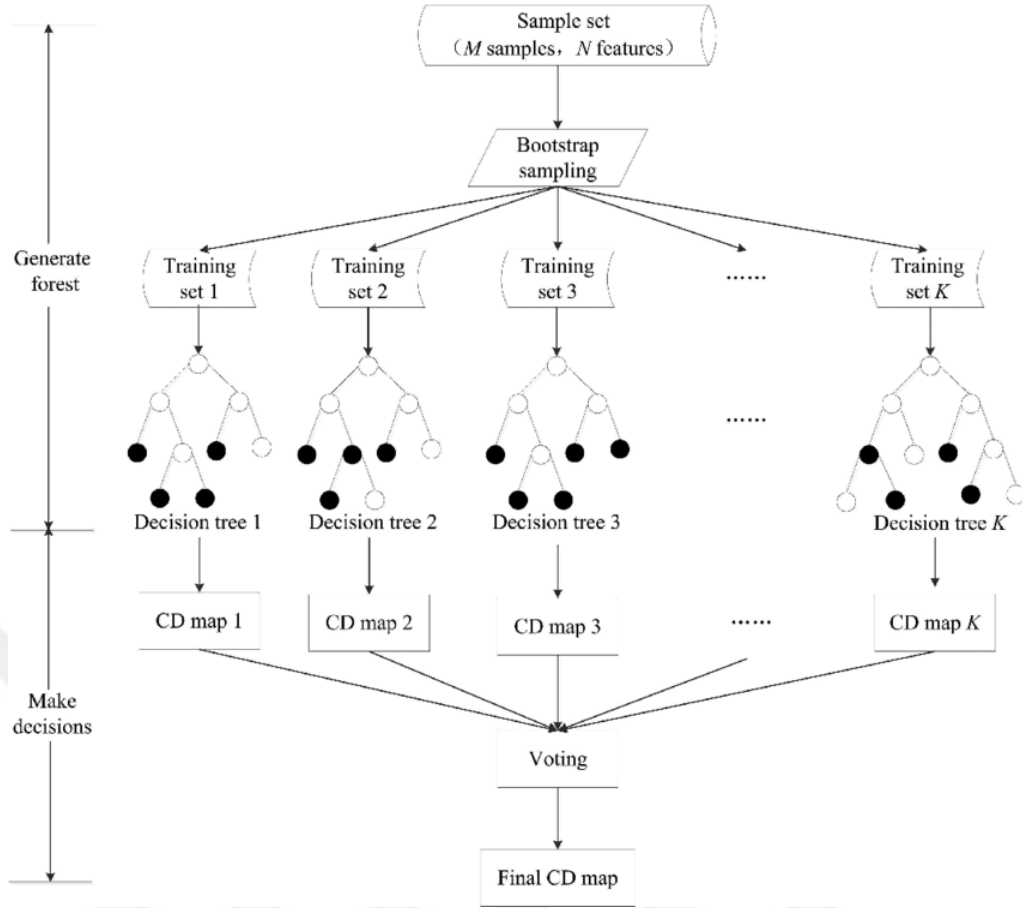 Sample set
（M samples，N features）
Bootstrap
sampling
Generate
forest
Training
set 1
Training
set 2
Training
set 3
······
Training
set K
······
Decision tree 1
Decision tree 2
Decision tree 3
Decision tree K
CD map 1
CD map 2
CD map 3
······
CD map K
Make
decisions
Voting
Final CD map